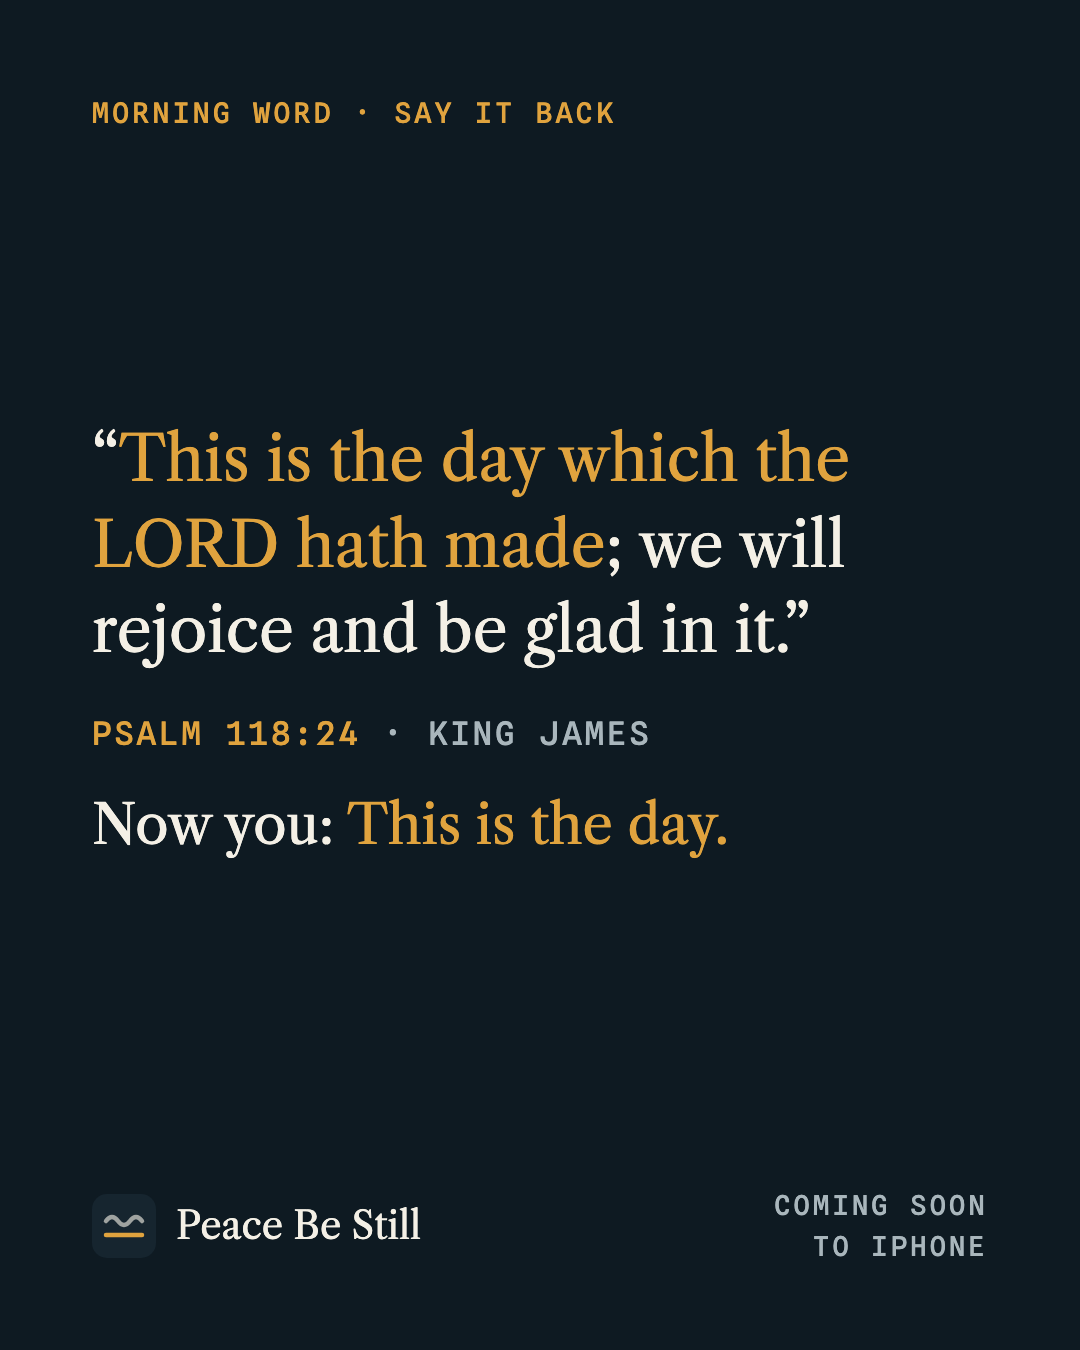 MORNING WORD · SAY IT BACK
“This is the day which the
LORD hath made; we will
rejoice and be glad in it.”
PSALM 118:24 · KING JAMES
Now you: This is the day.
Peace Be Still
COMING SOON
TO IPHONE